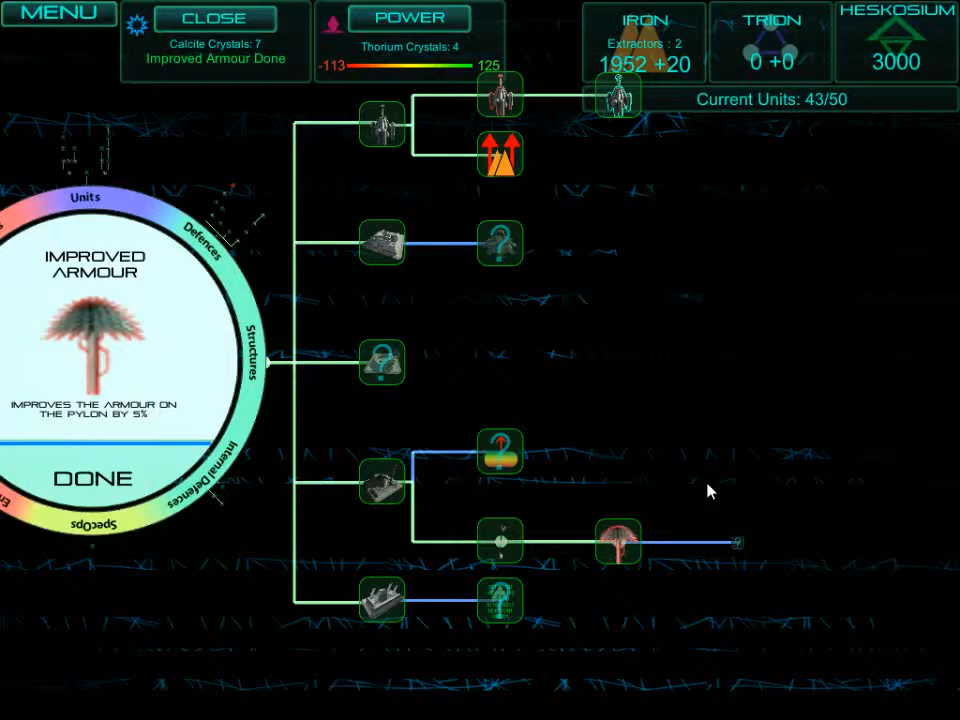 MENU
CLOSE
Calcite Crystals: 7
Improved Armour Done
POWER
Thorium Crystals: 4
-113
125
IRON
Extractors : 2
1952 +20
TRION
0 +0
HESKOSIUM
3000
Current Units: 43/50
Units
Defences
Structures
Internal Defences
SpecOps
IMPROVED
ARMOUR
IMPROVES THE ARMOUR ON
THE PYLON BY 5%
DONE
?
?
?
?
?